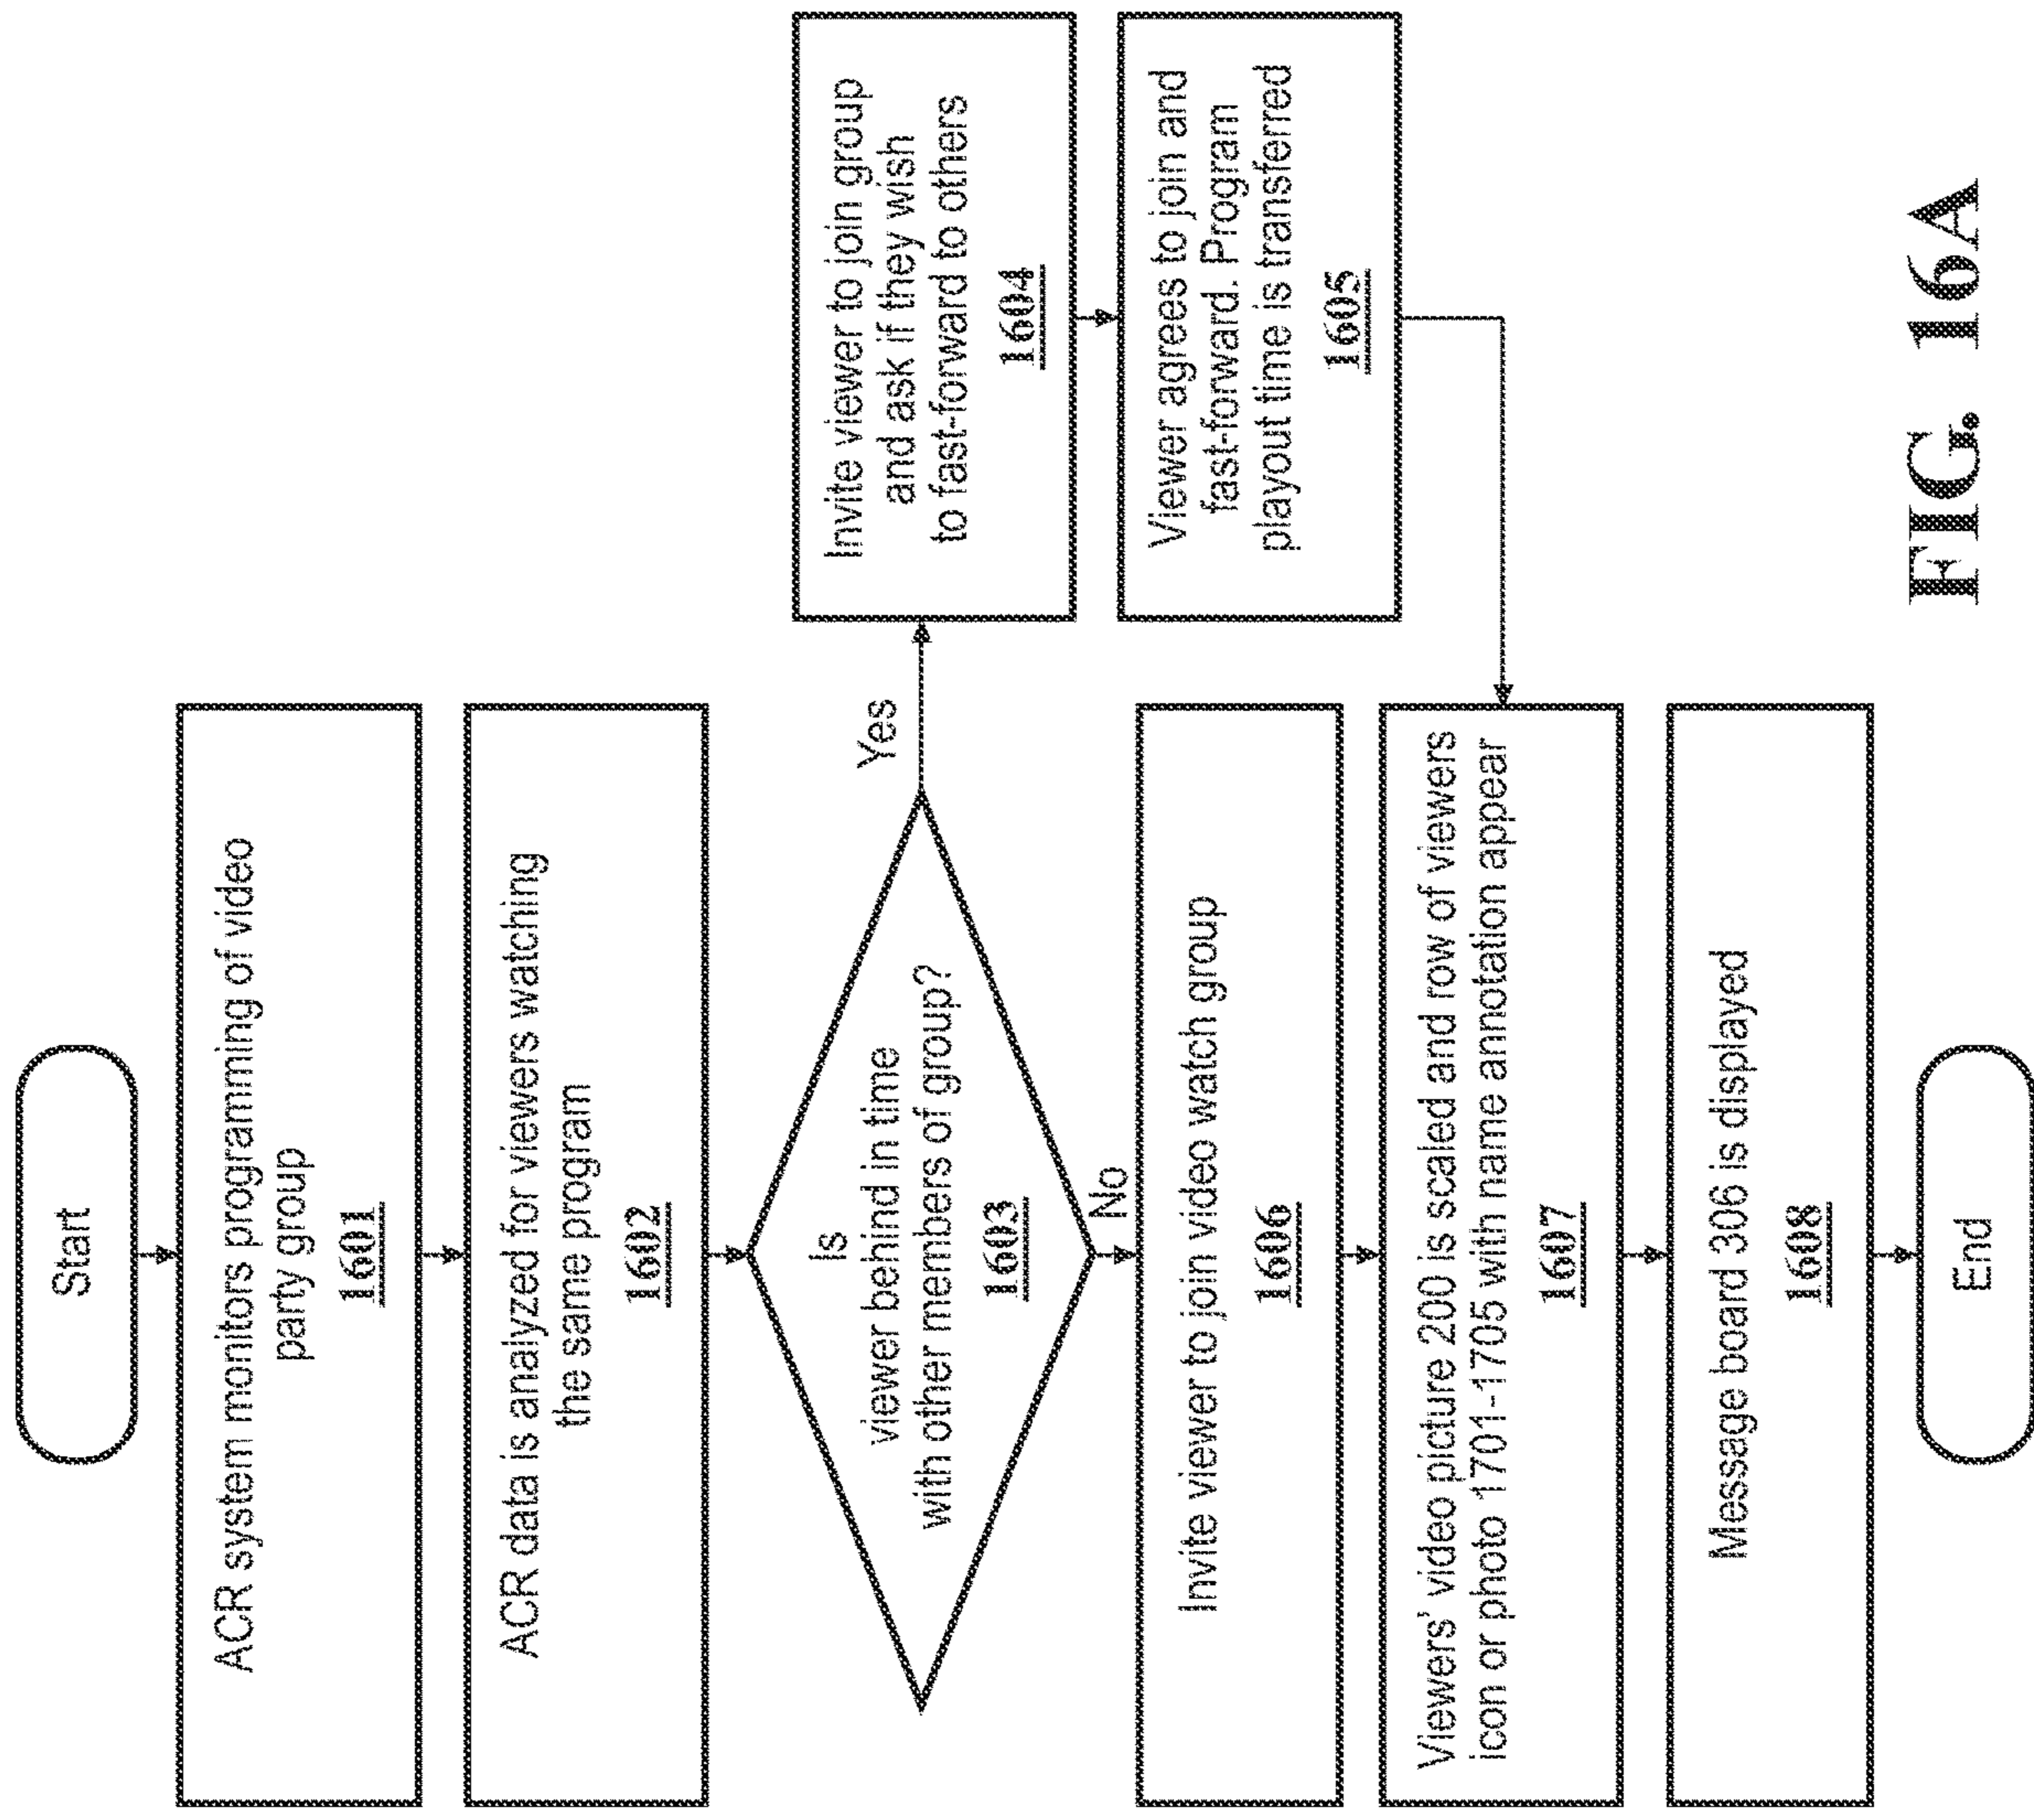 Start
ACR system monitors programming of video
party group
1601
ACR data is analyzed for viewers watching
the same program
1602
Is
viewer behind in time
with other members of group?
1603
Yes
No
Invite viewer to join group
and ask if they wish
to fast-forward to others
1604
Viewer agrees to join and
fast-forward. Program
playout time is transferred
1605
Invite viewer to join video watch group
1606
Viewers' video picture 200 is scaled and row of viewers
icon or photo 1701-1705 with name annotation appear
1607
Message board 306 is displayed
1608
End
FIG. 16A